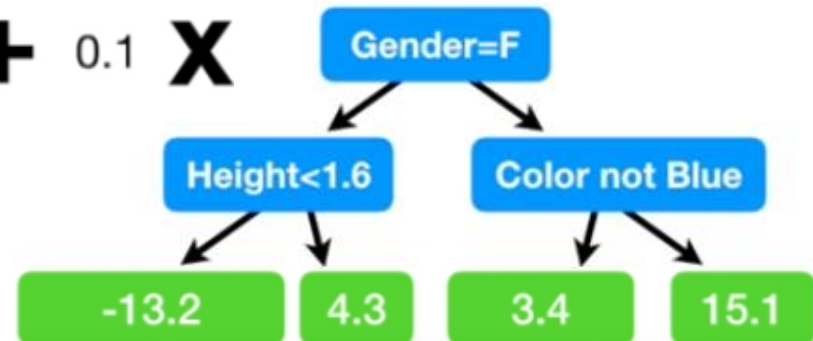 + 0.1 X Gender=F
Height<1.6 Color not Blue
-13.2 4.3 3.4 15.1